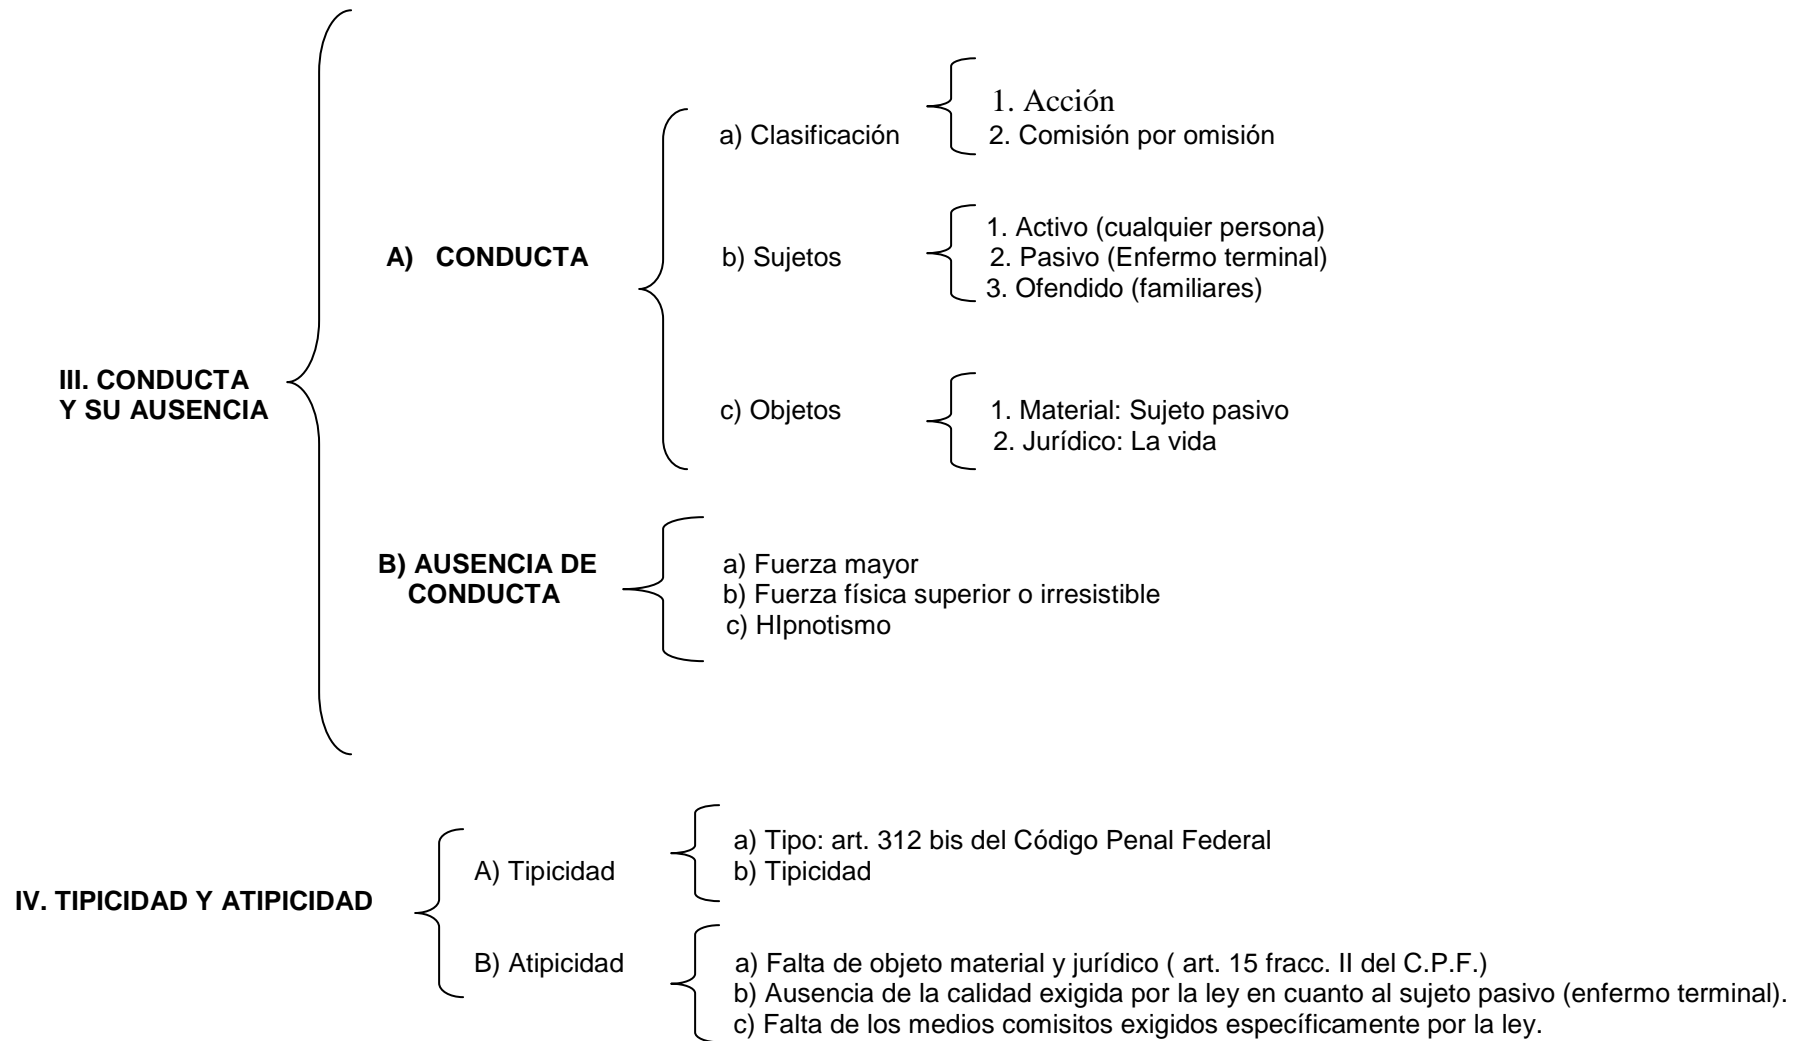 III. CONDUCTA
Y SU AUSENCIA
A) CONDUCTA
a) Clasificación
1. Acción
2. Comisión por omisión
b) Sujetos
1. Activo (cualquier persona)
2. Pasivo (Enfermo terminal)
3. Ofendido (familiares)
c) Objetos
1. Material: Sujeto pasivo
2. Jurídico: La vida
B) AUSENCIA DE
CONDUCTA
a) Fuerza mayor
b) Fuerza física superior o irresistible
c) HIpnotismo
IV. TIPICIDAD Y ATIPICIDAD
A) Tipicidad
a) Tipo: art. 312 bis del Código Penal Federal
b) Tipicidad
B) Atipicidad
a) Falta de objeto material y jurídico ( art. 15 fracc. II del C.P.F.)
b) Ausencia de la calidad exigida por la ley en cuanto al sujeto pasivo (enfermo terminal).
c) Falta de los medios comisitos exigidos específicamente por la ley.